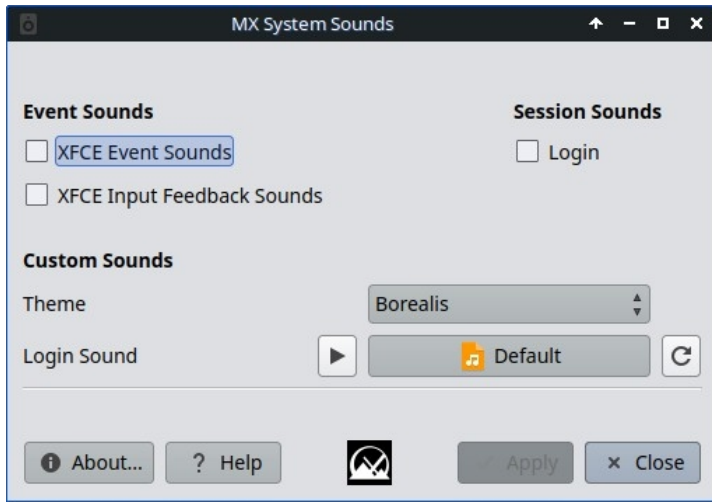 MX System Sounds
Event Sounds
Session Sounds
XFCE Event Sounds
Login
XFCE Input Feedback Sounds
Custom Sounds
Theme
Borealis
Login Sound
Default
About...
? Help
Apply
Close